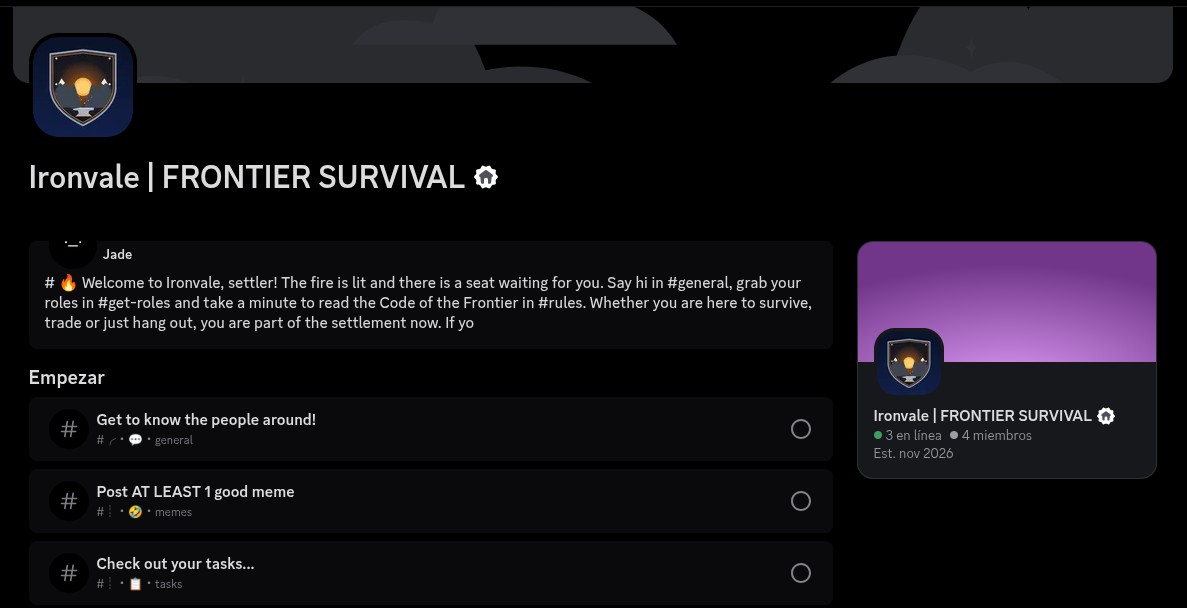 Ironvale | FRONTIER SURVIVAL
Jade
# 🔥 Welcome to Ironvale, settler! The fire is lit and there is a seat waiting for you. Say hi in #general, grab your
roles in #get-roles and take a minute to read the Code of the Frontier in #rules. Whether you are here to survive,
trade or just hang out, you are part of the settlement now. If yo
Empezar
Get to know the people around!
# ╭ • 💬 • general
Post AT LEAST 1 good meme
# ┊ • 🤣 • memes
Check out your tasks...
# ┊ • 📋 • tasks
Ironvale | FRONTIER SURVIVAL
3 en línea 4 miembros
Est. nov 2026